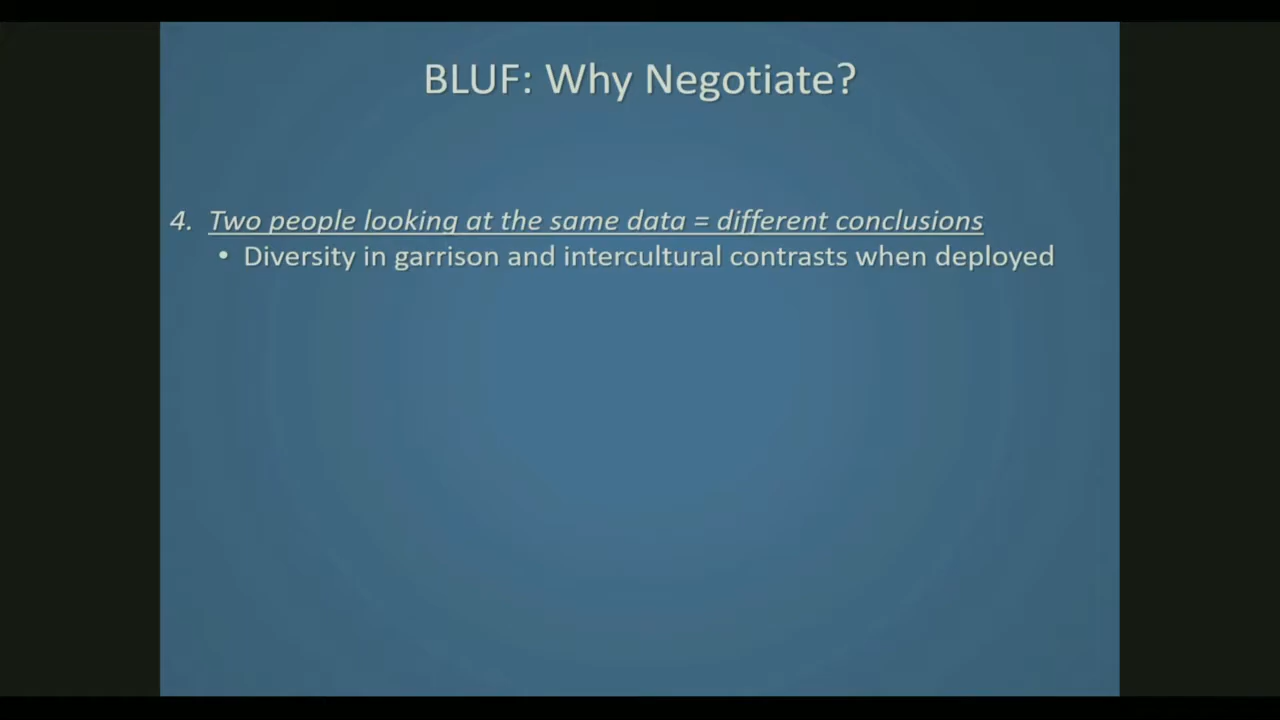 BLUF: Why Negotiate?
4. Two people looking at the same data = different conclusions
• Diversity in garrison and intercultural contrasts when deployed